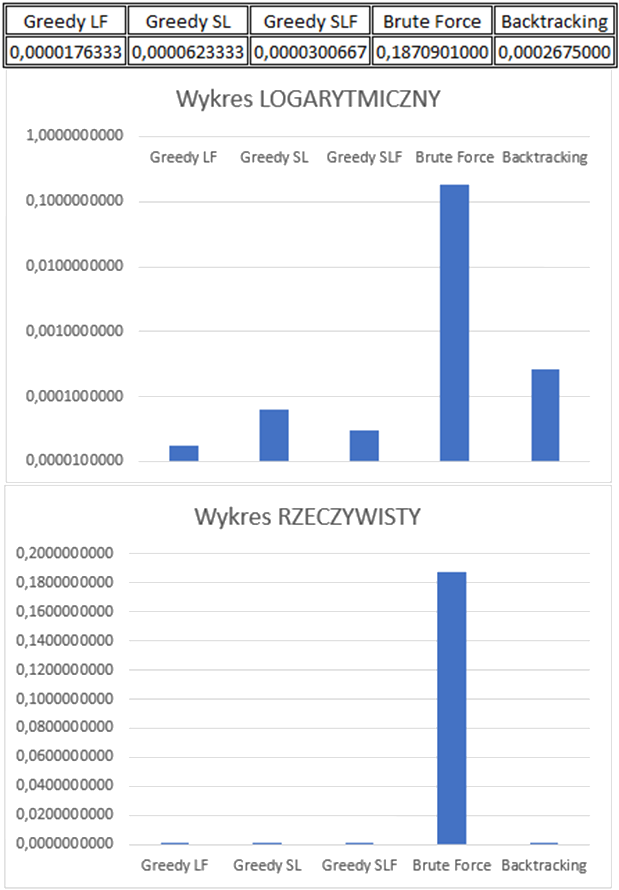 Greedy LF Greedy SL Greedy SLF Brute Force Backtracking
0,0000176333 0,0000623333 0,0000300667 0,1870901000 0,0002675000
Wykres LOGARYTMICZNY
1,0000000000
Greedy LF Greedy SL Greedy SLF Brute Force Backtracking
0,1000000000
0,0100000000
0,0010000000
0,0001000000
0,0000100000
Wykres RZECZYWISTY
0,2000000000
0,1800000000
0,1600000000
0,1400000000
0,1200000000
0,1000000000
0,0800000000
0,0600000000
0,0400000000
0,0200000000
0,0000000000
Greedy LF Greedy SL Greedy SLF Brute Force Backtracking